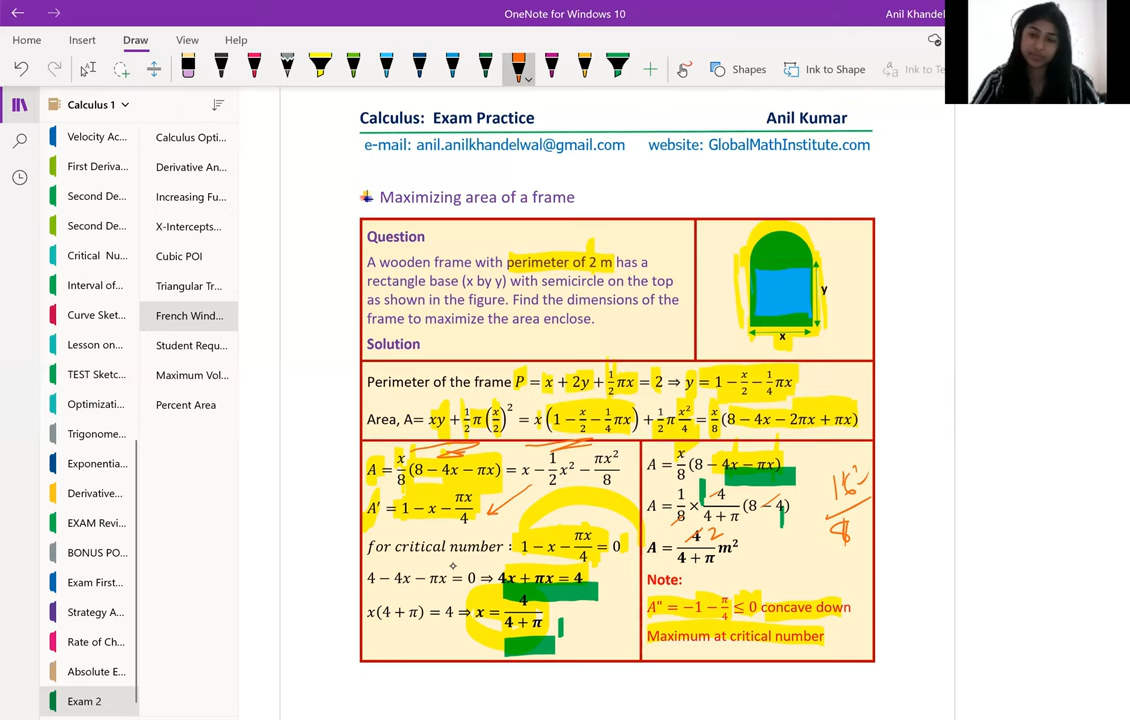 OneNote for Windows 10
Anil Khandel
Home Insert Draw View Help
Shapes
Ink to Shape
Ink to Te
Calculus 1
Velocity Ac...
First Deriva...
Second De...
Second De...
Critical Nu...
Interval of...
Curve Sket...
Lesson on...
TEST Sketc...
Optimizati...
Trigonome...
Exponentia...
Derivative...
EXAM Revi...
BONUS PO...
Exam First...
Strategy A...
Rate of Ch...
Absolute E...
Exam 2
Calculus Opti...
Derivative An...
Increasing Fu...
X-Intercepts...
Cubic POI
Triangular Tr...
French Wind...
Student Requ...
Maximum Vol...
Percent Area
Calculus: Exam Practice Anil Kumar
e-mail: anil.anilkhandelwal@gmail.com website: GlobalMathInstitute.com
Maximizing area of a frame
Question
A wooden frame with perimeter of 2 m has a
rectangle base (x by y) with semicircle on the top
as shown in the figure. Find the dimensions of the
frame to maximize the area enclose.
Solution
y
x
Perimeter of the frame P = x + 2y + 1/2 πx = 2 ⇒ y = 1 − x/2 − 1/4 πx
Area, A= xy + 1/2 π(x/2)² = x(1 − x/2 − 1/4 πx) + 1/2 π x²/4 = x/8 (8 − 4x − 2πx + πx)
A = x/8 (8 − 4x − πx) = x − 1/2 x² − πx²/8
A′ = 1 − x − πx/4
for critical number : 1 − x − πx/4 = 0
4 − 4x − πx = 0 ⇒ 4x + πx = 4
x(4 + π) = 4 ⇒ x = 4/(4 + π)
A = x/8 (8 − 4x − πx)
A = 1/8 × 4/(4 + π) (8 − 4)
2
A = 4/(4 + π) m²
Note:
A″ = −1 − π/4 ≤ 0 concave down
Maximum at critical number
8